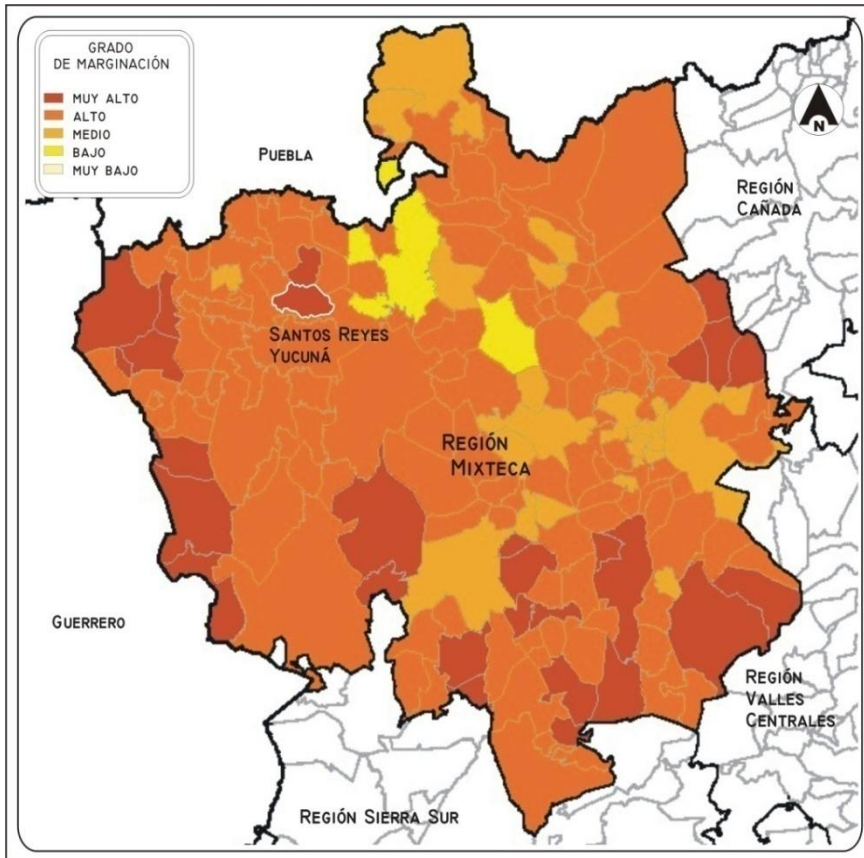 GRADO
DE MARGINACIÓN
MUY ALTO
ALTO
MEDIO
BAJO
MUY BAJO
PUEBLA
N
REGIÓN
CAÑADA
SANTOS REYES
YUCUNÁ
REGIÓN
MIXTECA
GUERRERO
REGIÓN
VALLES
CENTRALES
REGIÓN SIERRA SUR